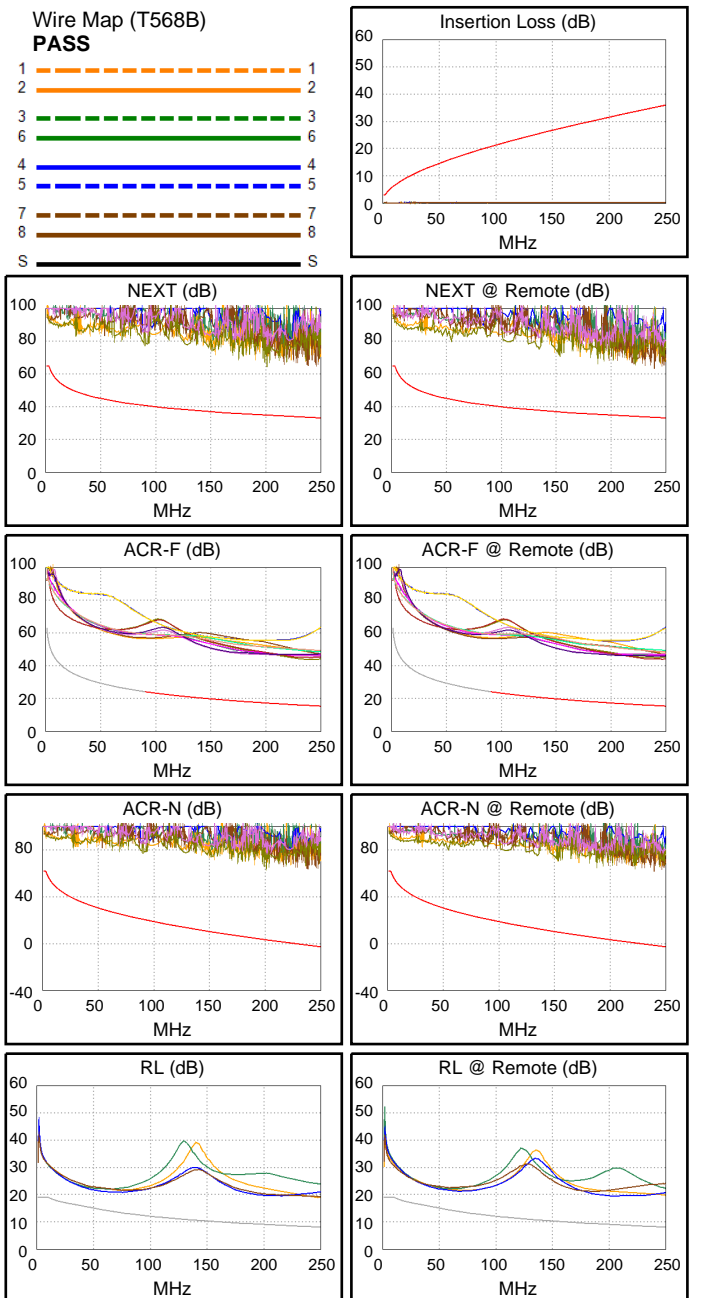 Wire Map (T568B)
PASS
1 1
2 2
3 3
6 6
4 4
5 5
7 7
8 8
S S
Insertion Loss (dB)
60
50
40
30
20
10
0
0 50 100 150 200 250
MHz
NEXT (dB)
100
80
60
40
20
0
0 50 100 150 200 250
MHz
NEXT @ Remote (dB)
100
80
60
40
20
0
0 50 100 150 200 250
MHz
ACR-F (dB)
100
80
60
40
20
0
0 50 100 150 200 250
MHz
ACR-F @ Remote (dB)
100
80
60
40
20
0
0 50 100 150 200 250
MHz
ACR-N (dB)
80
40
0
-40
0 50 100 150 200 250
MHz
ACR-N @ Remote (dB)
80
40
0
-40
0 50 100 150 200 250
MHz
RL (dB)
60
50
40
30
20
10
0
0 50 100 150 200 250
MHz
RL @ Remote (dB)
60
50
40
30
20
10
0
0 50 100 150 200 250
MHz